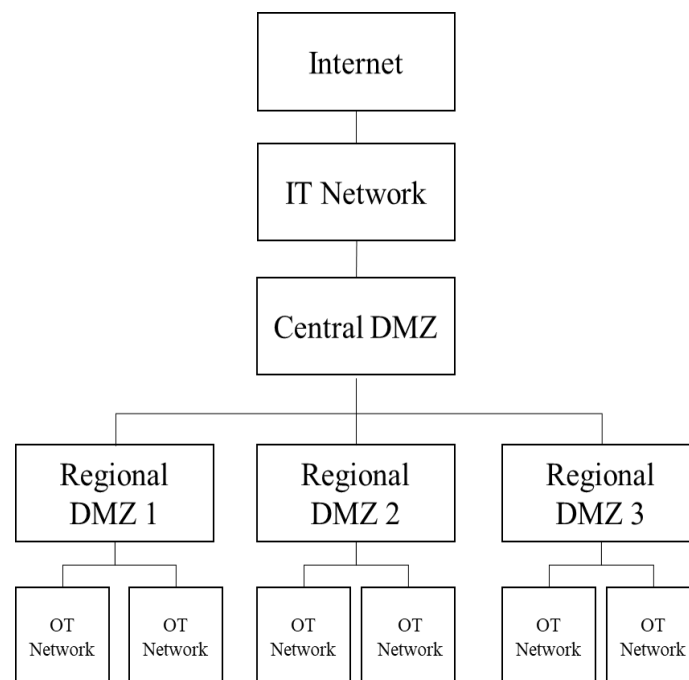 Internet
IT Network
Central DMZ
Regional
DMZ 1
Regional
DMZ 2
Regional
DMZ 3
OT
Network
OT
Network
OT
Network
OT
Network
OT
Network
OT
Network